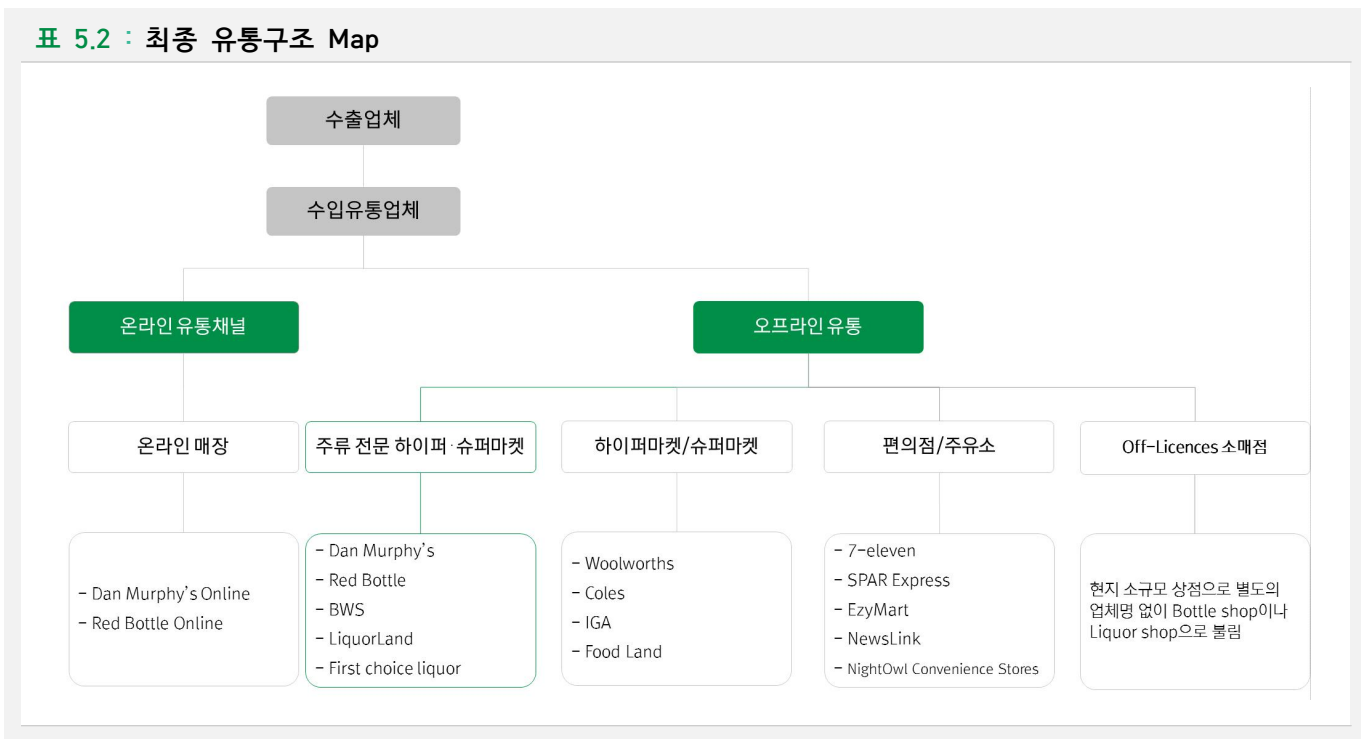 표 5.2 : 최종 유통구조 Map
수출업체
수입유통업체
온라인 유통채널
오프라인 유통
온라인 매장
주류 전문 하이퍼·슈퍼마켓
하이퍼마켓/슈퍼마켓
편의점/주유소
Off-Licences 소매점
- Dan Murphy's Online
- Red Bottle Online
- Dan Murphy's
- Red Bottle
- BWS
- LiquorLand
- First choice liquor
- Woolworths
- Coles
- IGA
- Food Land
- 7-eleven
- SPAR Express
- EzyMart
- NewsLink
- NightOwl Convenience Stores
현지 소규모 상점으로 별도의
업체명 없이 Bottle shop이나
Liquor shop으로 불림